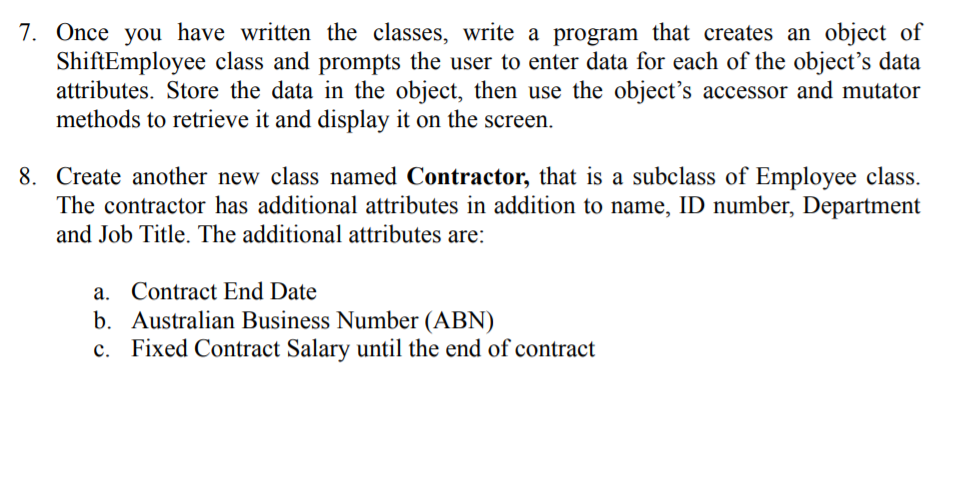 7. Once you have written the classes, write a program that creates an object of
ShiftEmployee class and prompts the user to enter data for each of the object's data
attributes. Store the data in the object, then use the object's accessor and mutator
methods to retrieve it and display it on the screen.
8. Create another new class named Contractor, that is a subclass of Employee class.
The contractor has additional attributes in addition to name, ID number, Department
and Job Title. The additional attributes are:
a. Contract End Date
b. Australian Business Number (ABN)
c. Fixed Contract Salary until the end of contract